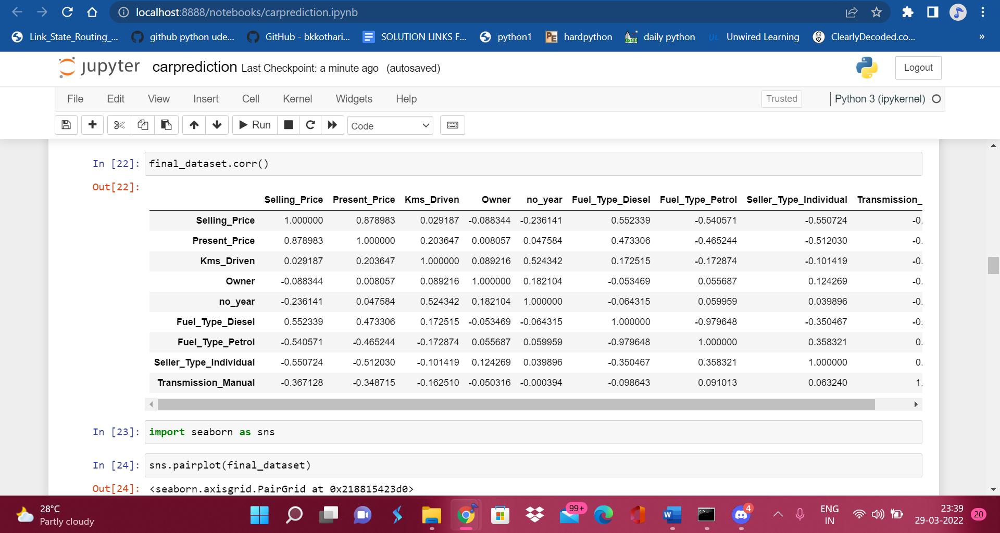 localhost:8888/notebooks/carprediction.ipynb
Link_State_Routing_... github python ude... GitHub - bkkothari... SOLUTION LINKS F... python1 PE hardpython daily python UL Unwired Learning ClearlyDecoded.co... »
jupyter carprediction Last Checkpoint: a minute ago (autosaved) Logout
File Edit View Insert Cell Kernel Widgets Help Trusted Python 3 (ipykernel)
Run Code
In [22]: final_dataset.corr()
Out[22]:
Selling_Price Present_Price Kms_Driven Owner no_year Fuel_Type_Diesel Fuel_Type_Petrol Seller_Type_Individual Transmission_
Selling_Price 1.000000 0.878983 0.029187 -0.088344 -0.236141 0.552339 -0.540571 -0.550724 -0.
Present_Price 0.878983 1.000000 0.203647 0.008057 0.047584 0.473306 -0.465244 -0.512030 -0.
Kms_Driven 0.029187 0.203647 1.000000 0.089216 0.524342 0.172515 -0.172874 -0.101419 -0.
Owner -0.088344 0.008057 0.089216 1.000000 0.182104 -0.053469 0.055687 0.124269 -0.
no_year -0.236141 0.047584 0.524342 0.182104 1.000000 -0.064315 0.059959 0.039896 -0.
Fuel_Type_Diesel 0.552339 0.473306 0.172515 -0.053469 -0.064315 1.000000 -0.979648 -0.350467 -0.
Fuel_Type_Petrol -0.540571 -0.465244 -0.172874 0.055687 0.059959 -0.979648 1.000000 0.358321 0.
Seller_Type_Individual -0.550724 -0.512030 -0.101419 0.124269 0.039896 -0.350467 0.358321 1.000000 0.
Transmission_Manual -0.367128 -0.348715 -0.162510 -0.050316 -0.000394 -0.098643 0.091013 0.063240 1.
In [23]: import seaborn as sns
In [24]: sns.pairplot(final_dataset)
Out[24]: <seaborn.axisgrid.PairGrid at 0x218815423d0>
28°C
Partly cloudy
99+
4
ENG
IN
23:39
29-03-2022
20